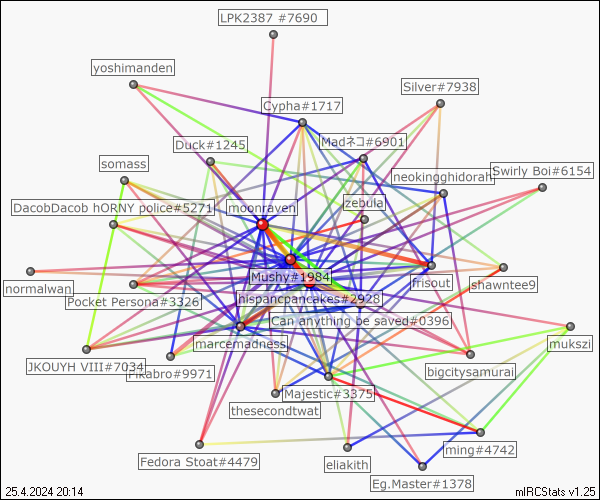 LPK2387 #7690
yoshimanden
Silver#7938
Cypha#1717
Madネコ#6901
Duck#1245
somass
neokingghidorah
Swirly Boi#6154
zebula
DacobDacob hORNY police#5271
moonraven
Mushy#1984
frisout
shawntee9
normalwan
Pocket Persona#3326
hispancpancakes#2928
Can anything be saved#0396
marcemadness
mukszi
JKOUYH VIII#7034
Pikabro#9971
bigcitysamurai
Majestic#3375
thesecondtwat
ming#4742
Fedora Stoat#4479
eliakith
Eg.Master#1378
25.4.2024 20:14
mIRCStats v1.25